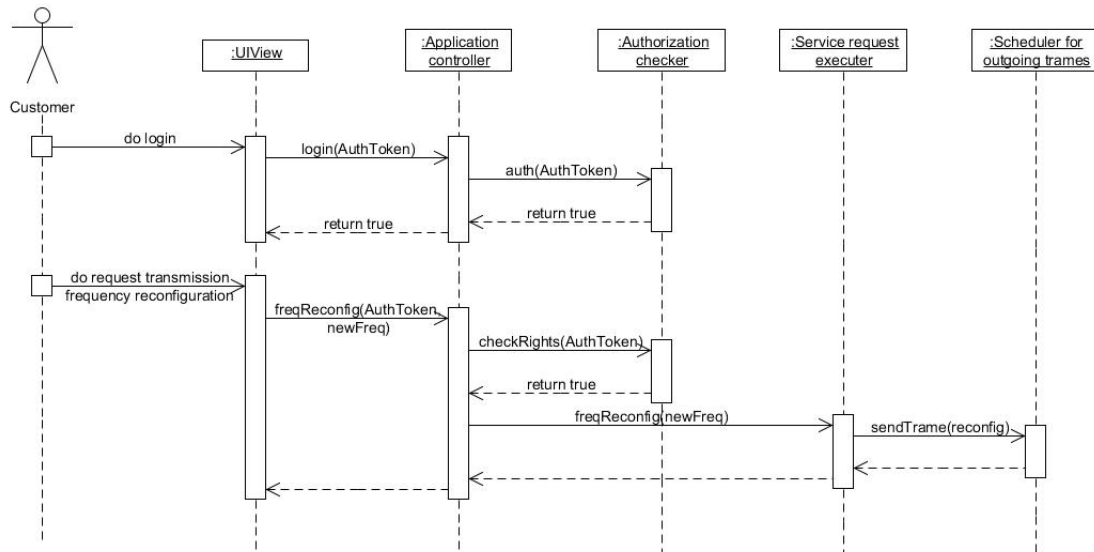 :UIView
:Application
controller
:Authorization
checker
:Service request
executer
:Scheduler for
outgoing trames
Customer
do login
login(AuthToken)
auth(AuthToken)
return true
return true
do request transmission
frequency reconfiguration
freqReconfig(AuthToken,
newFreq)
checkRights(AuthToken)
return true
freqReconfig(newFreq)
sendTrame(reconfig)